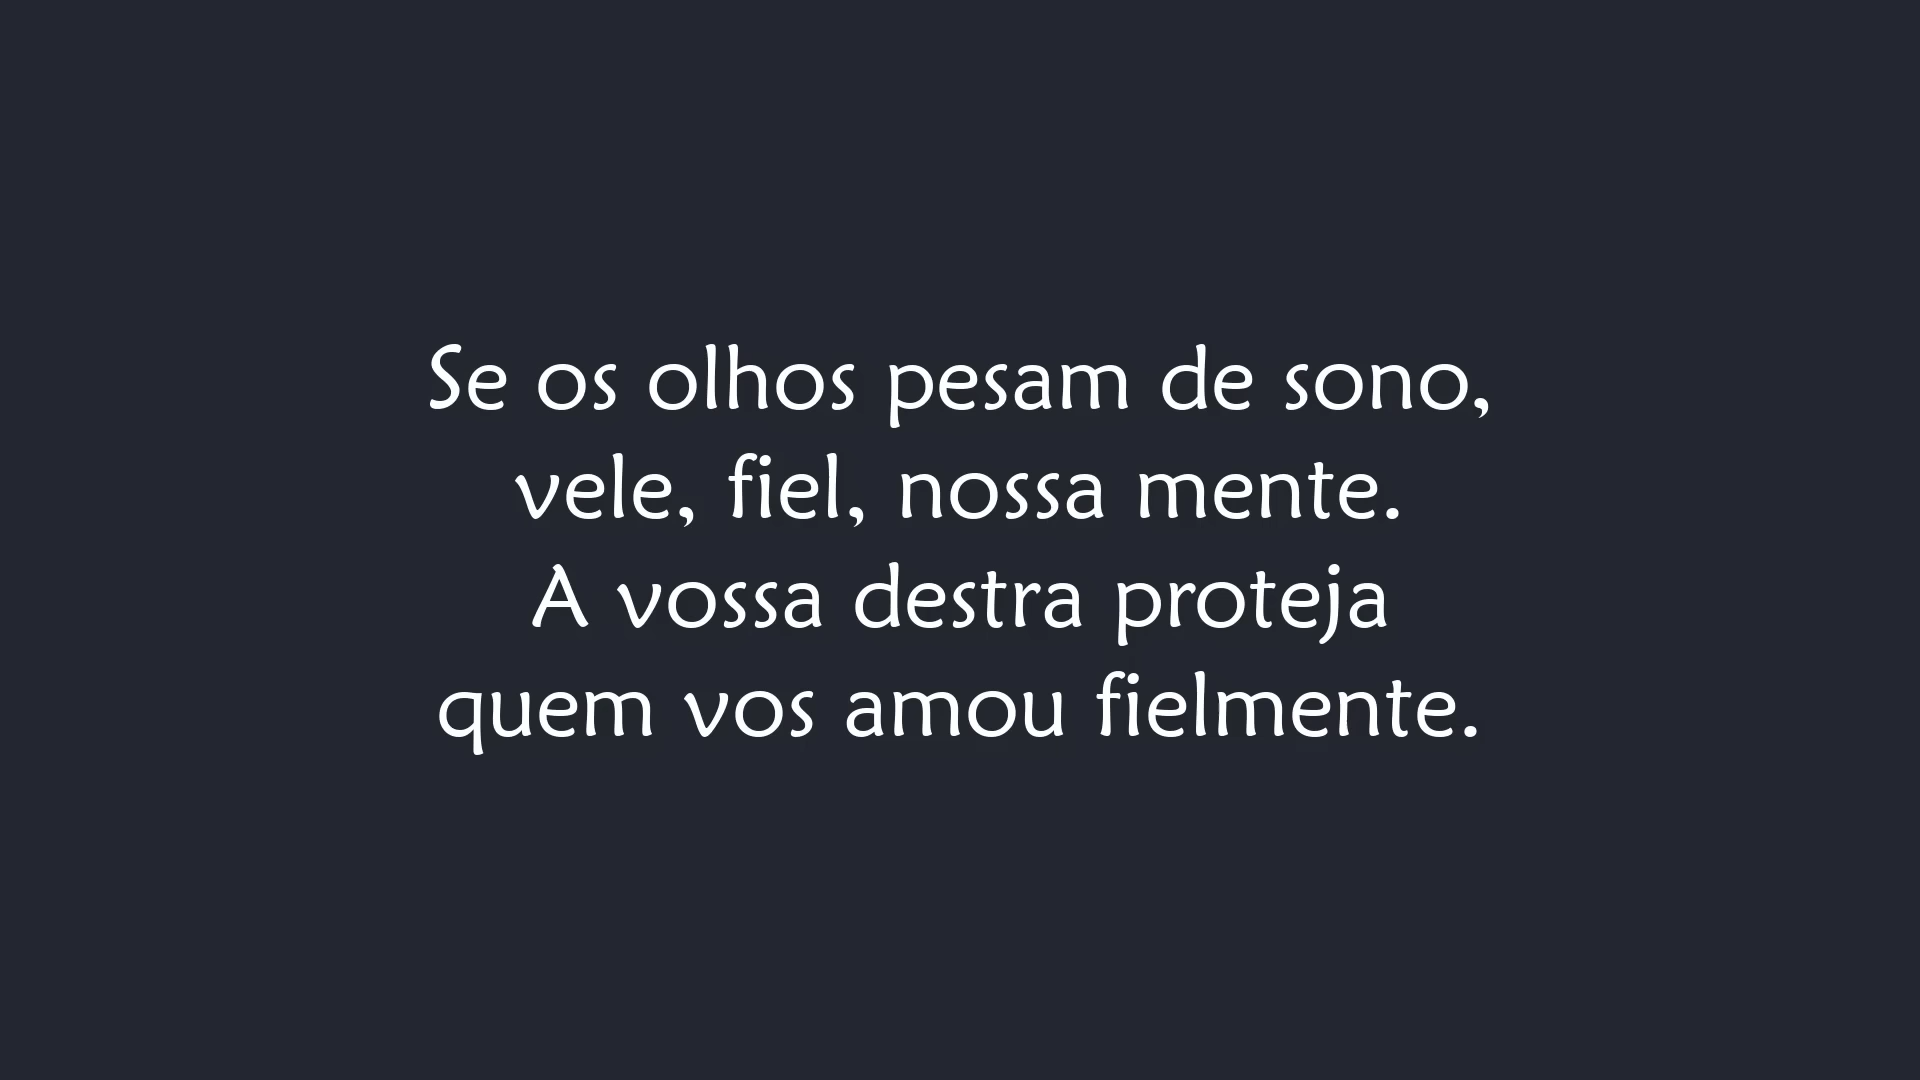 Se os olhos pesam de sono,
vele, fiel, nossa mente.
A vossa destra proteja
quem vos amou fielmente.